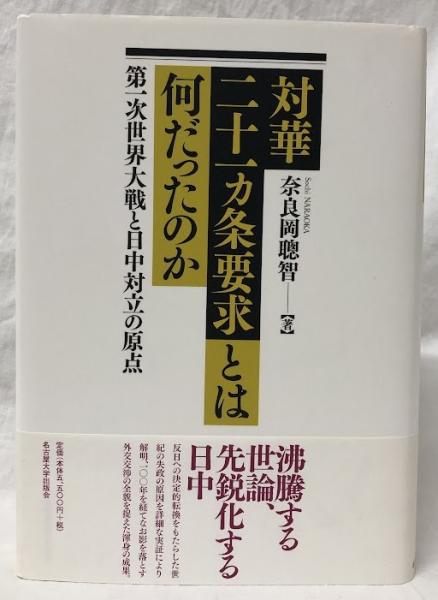 対華
二十一カ条要求とは
何だったのか
第一次世界大戦と日中対立の原点
Sochi NARAOKA
奈良岡聰智──【著】
沸騰する
世論、
先鋭化する
日中
反日への決定的転換をもたらした世
紀の失政の原因を詳細な実証により
解明、一〇〇年を経てなお影を落とす
外交交渉の全貌を捉えた渾身の成果。
定価(本体五、五〇〇円+税)
名古屋大学出版会